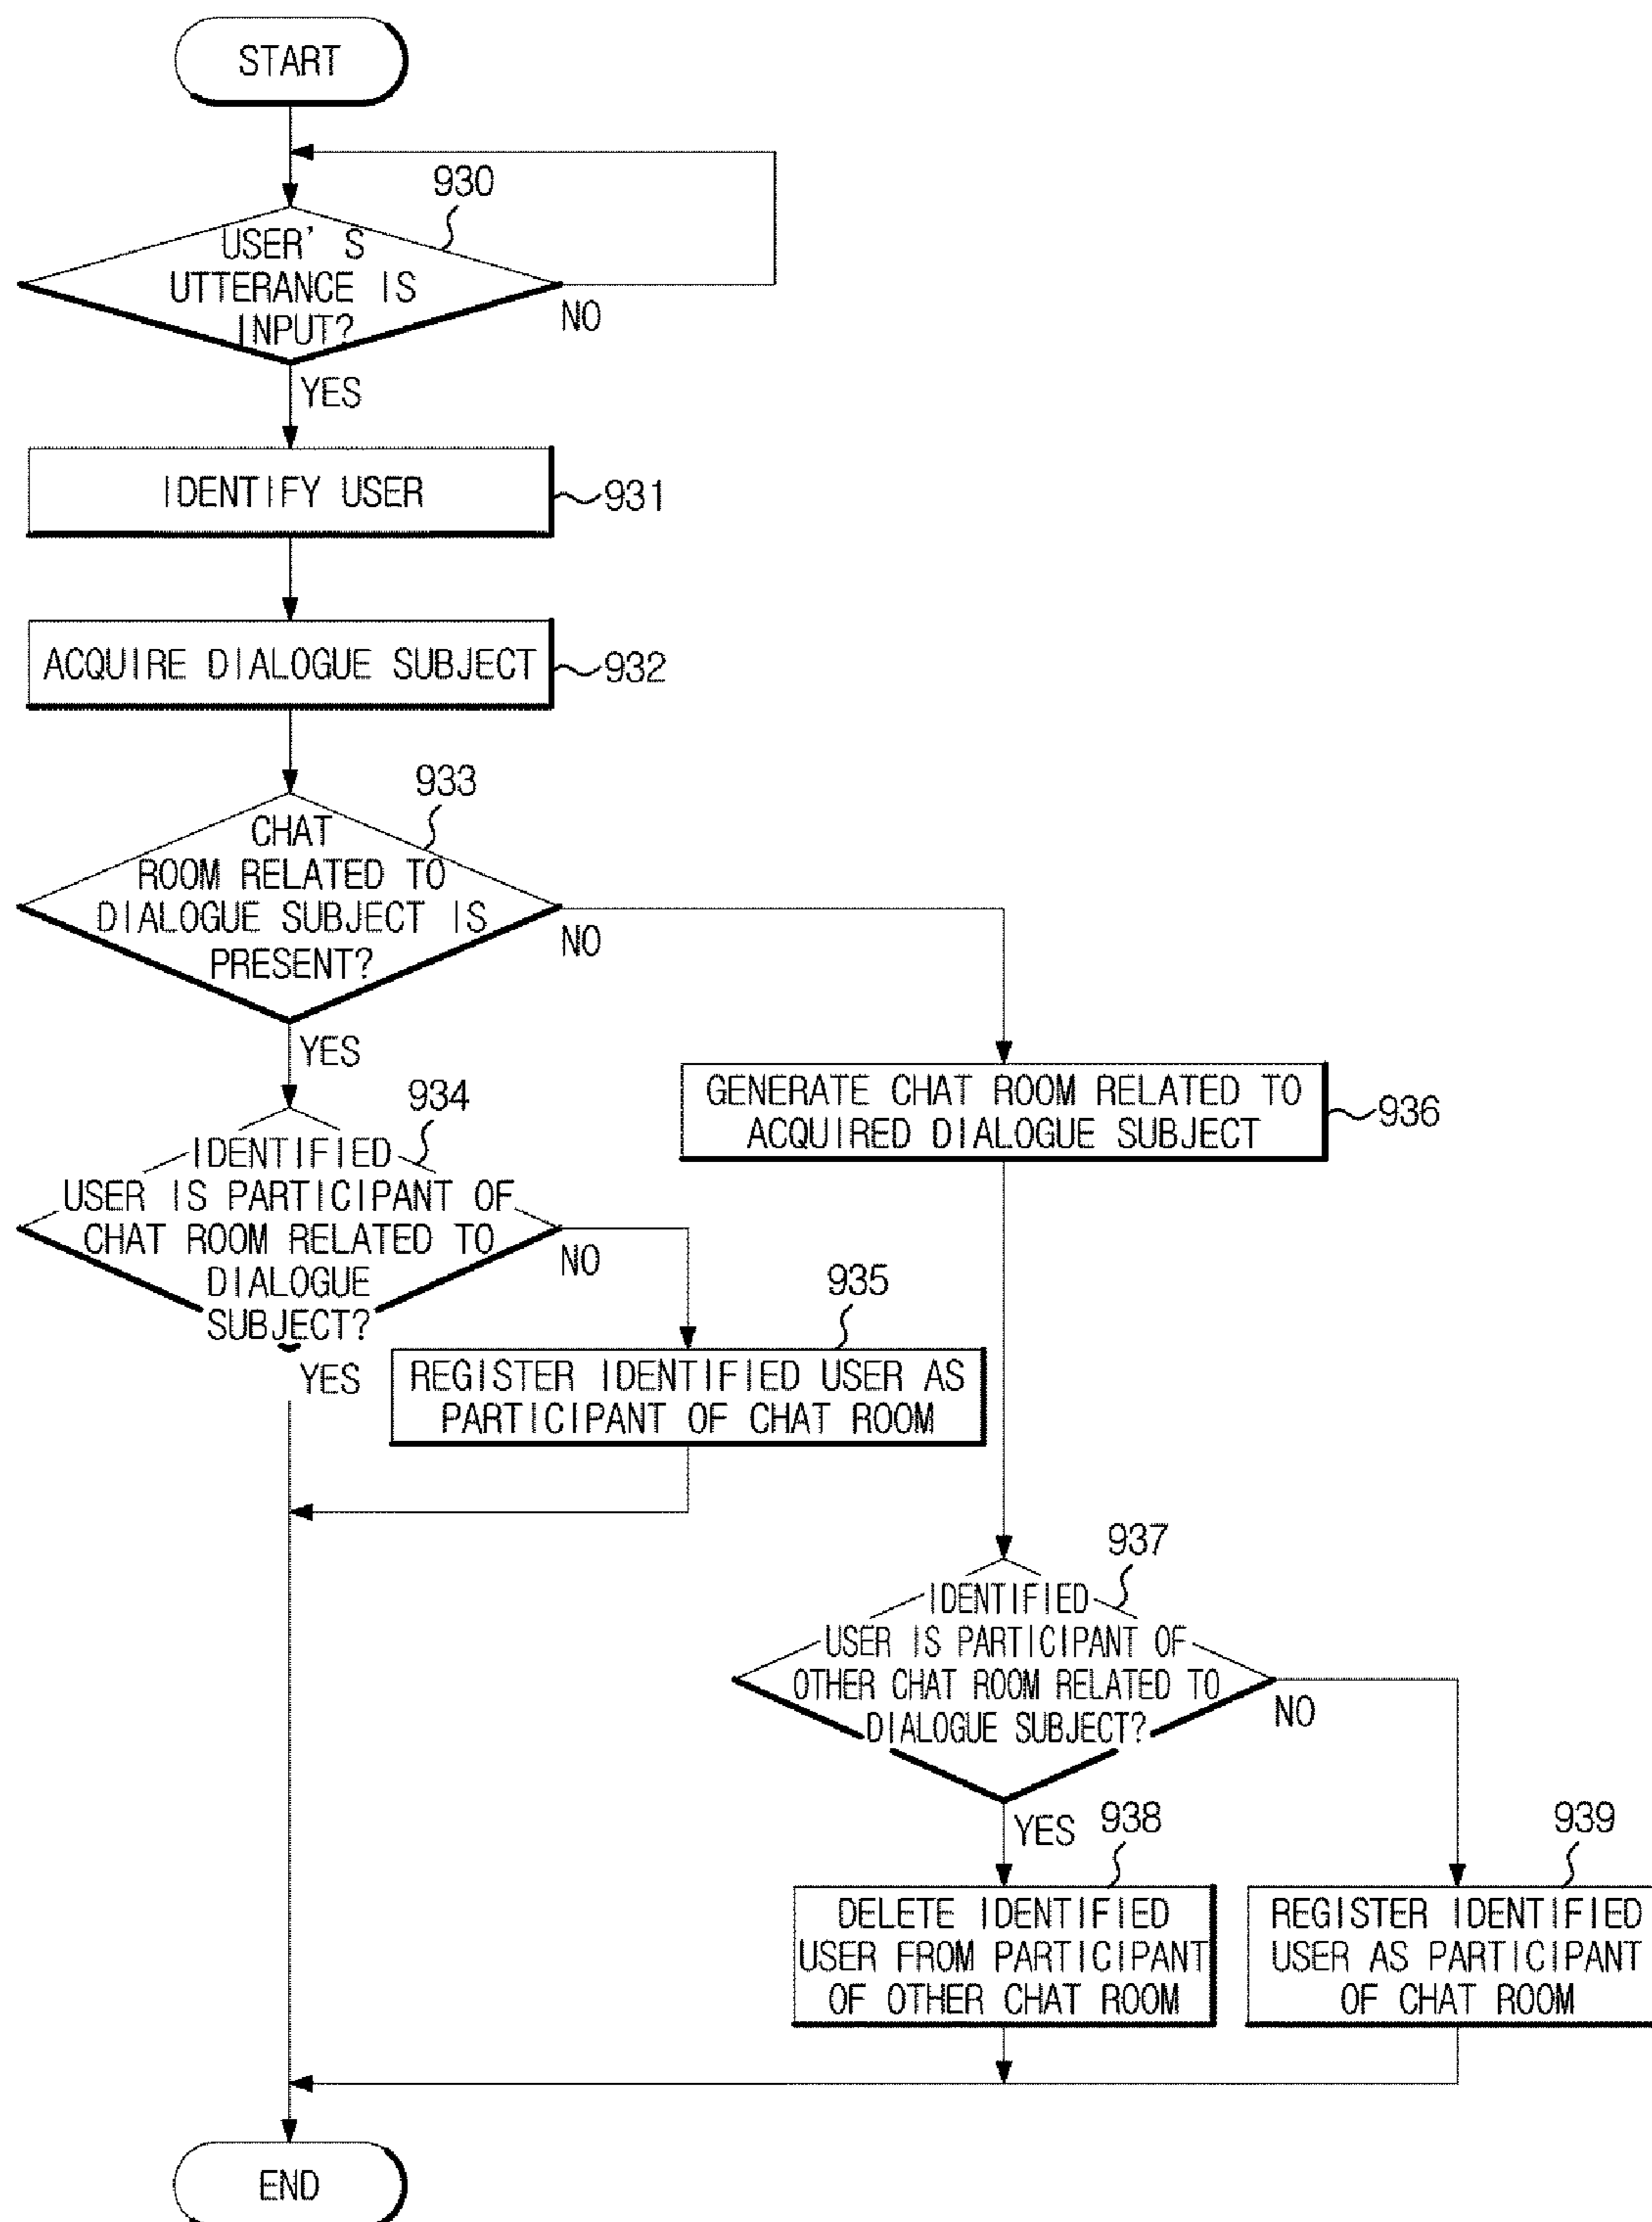 START
930
USER' S
UTTERANCE IS
INPUT?
NO
YES
IDENTIFY USER
931
ACQUIRE DIALOGUE SUBJECT
932
933
CHAT
ROOM RELATED TO
DIALOGUE SUBJECT IS
PRESENT?
NO
YES
934
IDENTIFIED
USER IS PARTICIPANT OF
CHAT ROOM RELATED TO
DIALOGUE
SUBJECT?
NO
YES
935
REGISTER IDENTIFIED USER AS
PARTICIPANT OF CHAT ROOM
GENERATE CHAT ROOM RELATED TO
ACQUIRED DIALOGUE SUBJECT
936
937
IDENTIFIED
USER IS PARTICIPANT OF
OTHER CHAT ROOM RELATED TO
DIALOGUE SUBJECT?
NO
YES
938
DELETE IDENTIFIED
USER FROM PARTICIPANT
OF OTHER CHAT ROOM
939
REGISTER IDENTIFIED
USER AS PARTICIPANT
OF CHAT ROOM
END